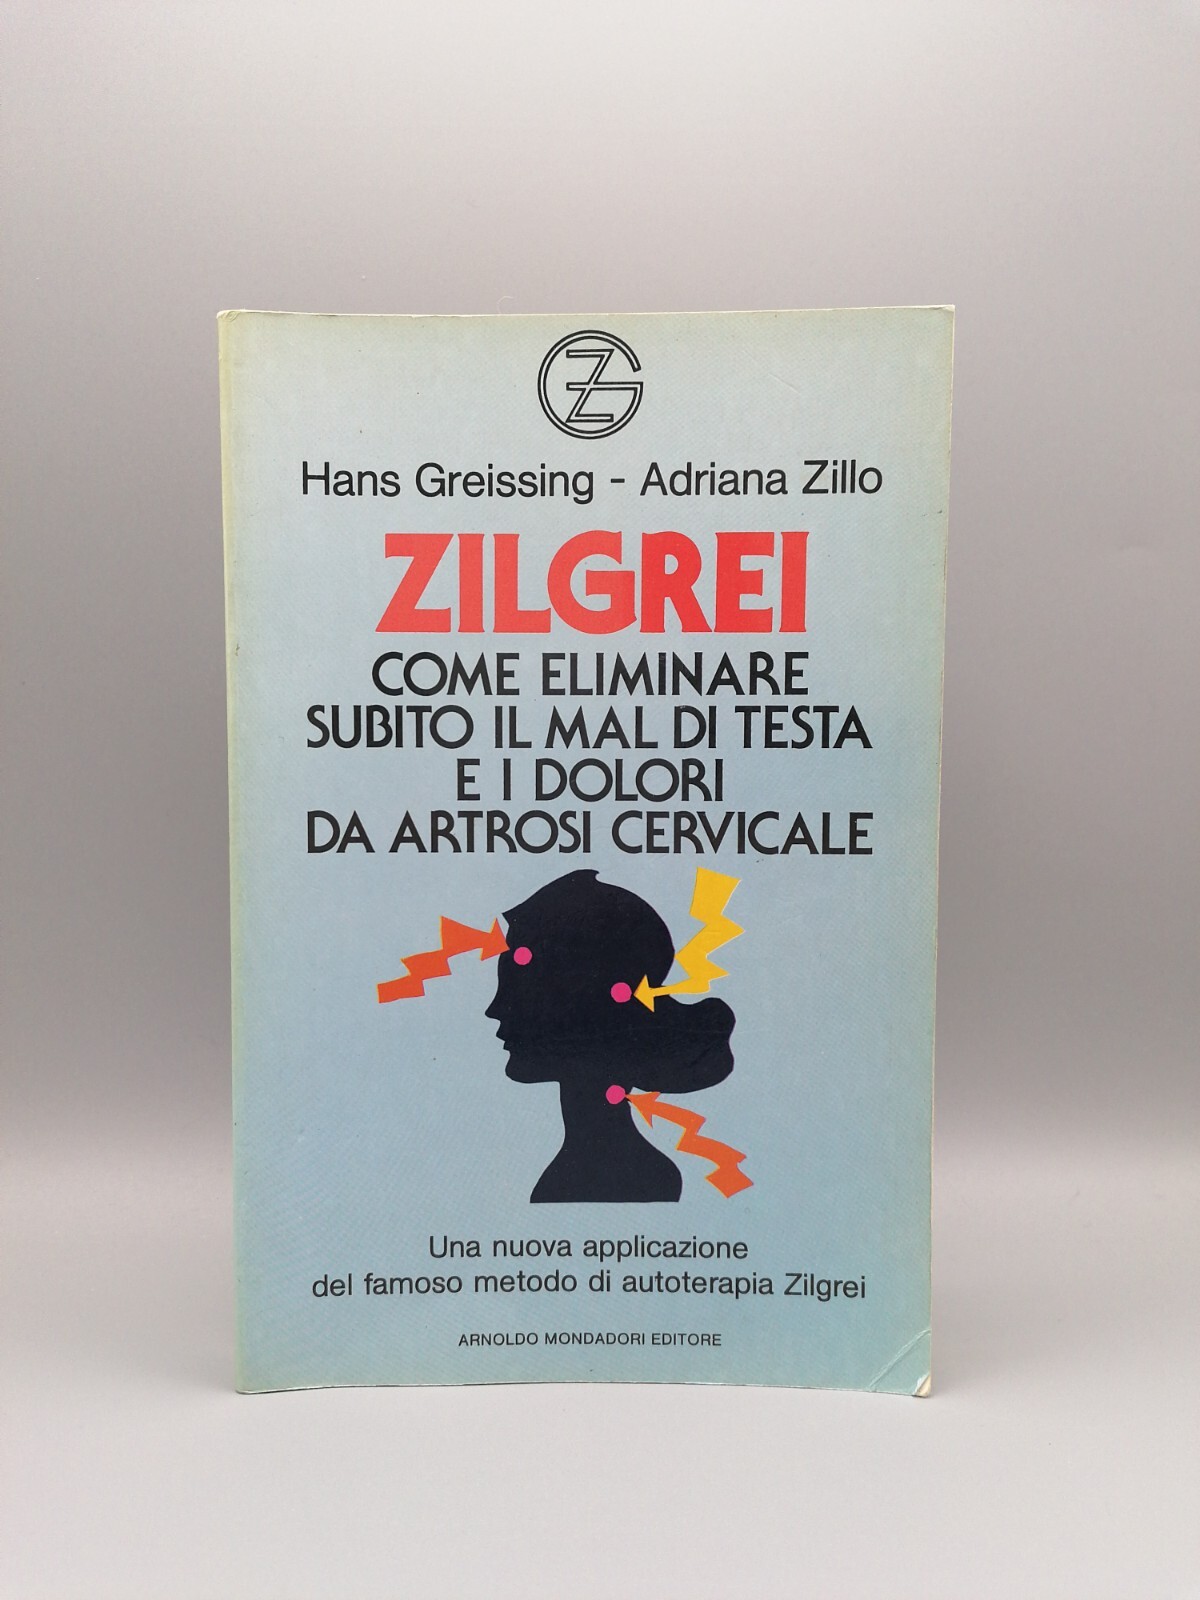 ZG
Hans Greissing - Adriana Zillo
ZILGREI
COME ELIMINARE
SUBITO IL MAL DI TESTA
E I DOLORI
DA ARTROSI CERVICALE
Una nuova applicazione
del famoso metodo di autoterapia Zilgrei
ARNOLDO MONDADORI EDITORE